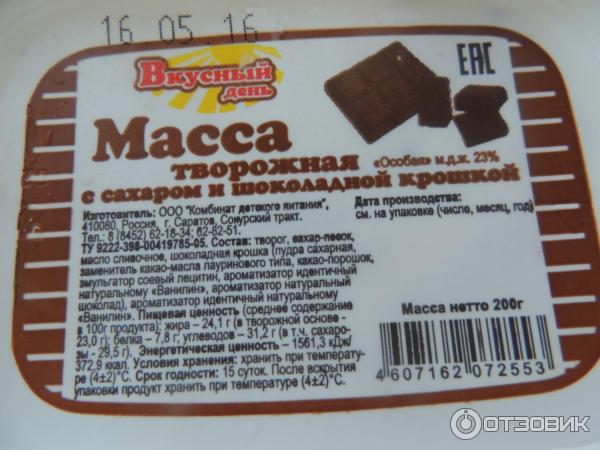 16.05.16
Вкусный
день
ЕАС
Масса
творожная «Особая» м.д.ж. 23%
с сахаром и шоколадной крошкой
Изготовитель: ООО "Комбинат детского питания",
410080, Россия, г. Саратов, Сокурский тракт.
Тел.: 8 (8452) 62-18-34; 62-82-51.
ТУ 9222-398-00419785-05. Состав: творог, сахар-песок,
масло сливочное, шоколадная крошка (пудра сахарная,
заменитель какао-масла лауринового типа, какао-порошок,
эмульгатор соевый лецитин, ароматизатор идентичный
натуральному «Ванилин», ароматизатор натуральный
шоколад), ароматизатор идентичный натуральному
«Ванилин». Пищевая ценность (среднее содержание
в 100г продукта); жира – 24,1 г (в творожной основе -
23,0 г); белка – 7,8 г; углеводов – 31,2 г (в т.ч. сахаро-
зы - 29,5 г). Энергетическая ценность – 1561,3 кДж/
372,9 ккал. Условия хранения: хранить при температу-
ре (4±2)°С. Срок годности: 15 суток. После вскрытия
упаковки продукт хранить при температуре (4±2)°С.
Дата производства:
см. на упаковке (число, месяц, год)
Масса нетто 200г
4 607162 072553
ОТЗОВИК